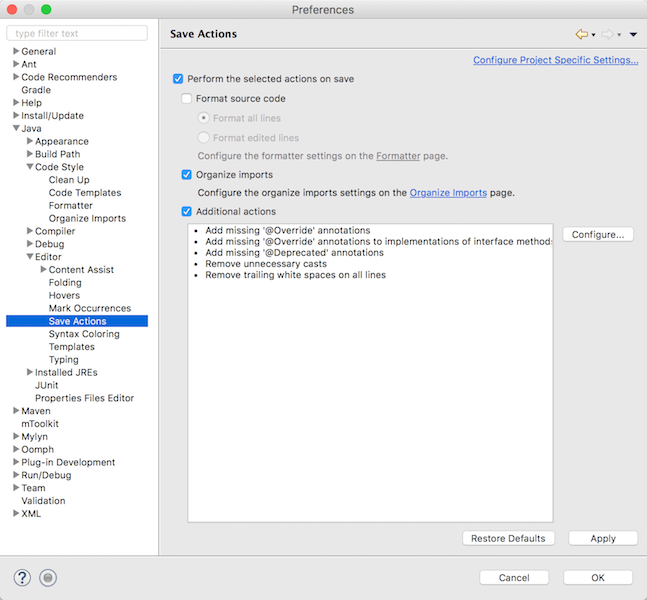 Preferences
type filter text
General
Ant
Code Recommenders
Gradle
Help
Install/Update
Java
Appearance
Build Path
Code Style
Clean Up
Code Templates
Formatter
Organize Imports
Compiler
Debug
Editor
Content Assist
Folding
Hovers
Mark Occurrences
Save Actions
Syntax Coloring
Templates
Typing
Installed JREs
JUnit
Properties Files Editor
Maven
mToolkit
Mylyn
Oomph
Plug-in Development
Run/Debug
Team
Validation
XML
Save Actions
Configure Project Specific Settings...
Perform the selected actions on save
Format source code
Format all lines
Format edited lines
Configure the formatter settings on the Formatter page.
Organize imports
Configure the organize imports settings on the Organize Imports page.
Additional actions
• Add missing '@Override' annotations
• Add missing '@Override' annotations to implementations of interface methods
• Add missing '@Deprecated' annotations
• Remove unnecessary casts
• Remove trailing white spaces on all lines
Configure...
Restore Defaults
Apply
?
Cancel
OK